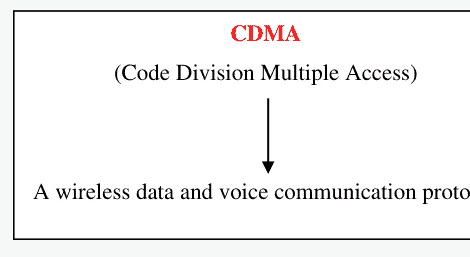 CDMA
(Code Division Multiple Access)
A wireless data and voice communication proto